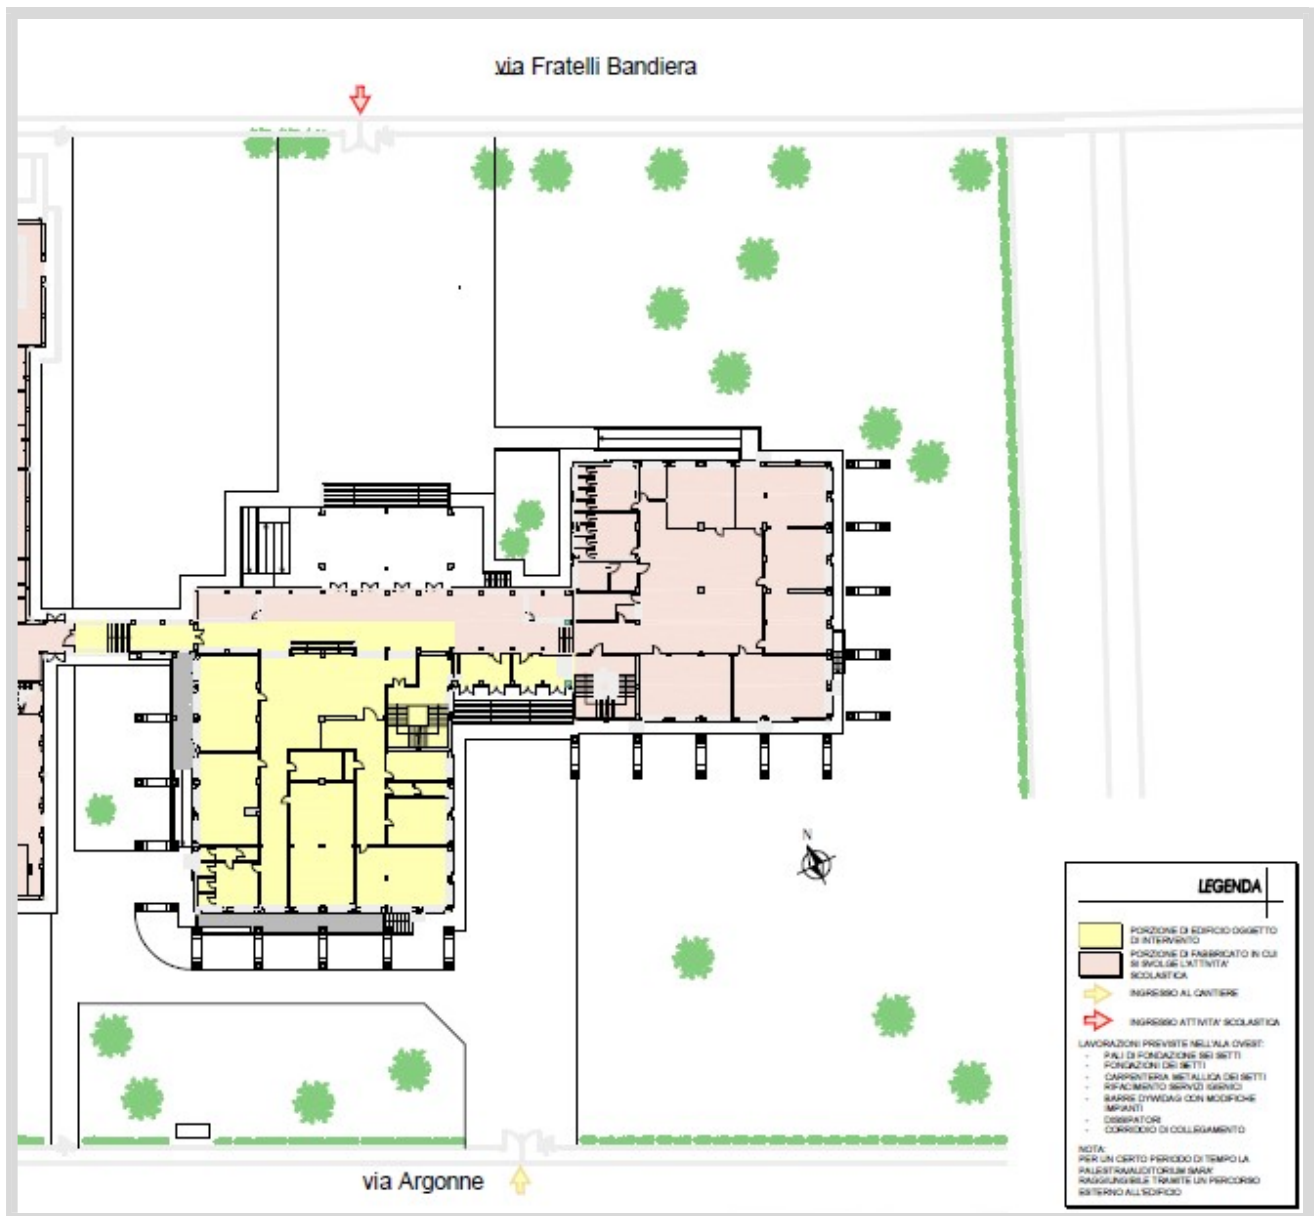 via Fratelli Bandiera
N
LEGENDA
PORZIONE DI EDIFICIO OGGETTO
DI INTERVENTO
PORZIONE DI FABBRICATO IN CUI
SI SVOLGE L'ATTIVITA'
SCOLASTICA
INGRESSO AL CANTIERE
INGRESSO ATTIVITA' SCOLASTICA
LAVORAZIONI PREVISTE NELL'ALA OVEST:
- PALI DI FONDAZIONE SEI SETTI
- FONDAZIONI DEI SETTI
- CARPENTERIA METALLICA DEI SETTI
- RIFACIMENTO SERVIZI IGIENICI
- BARRE DYWIDAG CON MODIFICHE
IMPIANTI
- DISSIPATORI
- CORRIDOIO DI COLLEGAMENTO
NOTA:
PER UN CERTO PERIODO DI TEMPO LA
PALESTRA/AUDITORIUM SARA'
RAGGIUNGIBILE TRAMITE UN PERCORSO
ESTERNO ALL'EDIFICIO
via Argonne